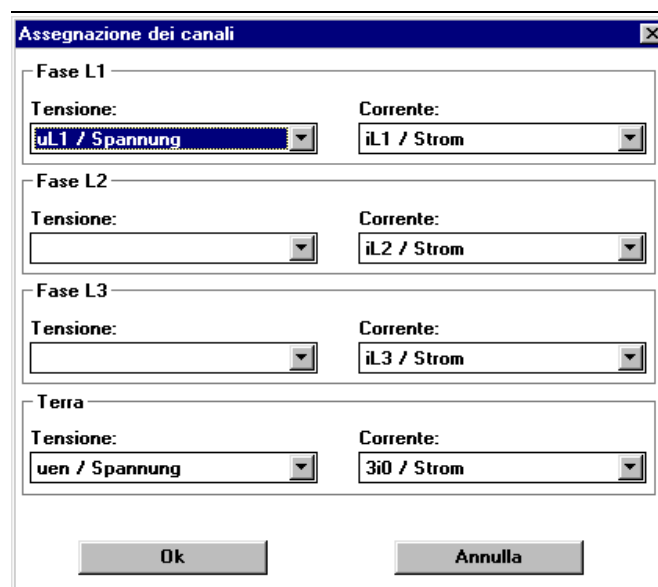 Assegnazione dei canali
Fase L1
Tensione: Corrente:
uL1 / Spannung iL1 / Strom
Fase L2
Tensione: Corrente:
iL2 / Strom
Fase L3
Tensione: Corrente:
iL3 / Strom
Terra
Tensione: Corrente:
uen / Spannung 3i0 / Strom
Ok Annulla